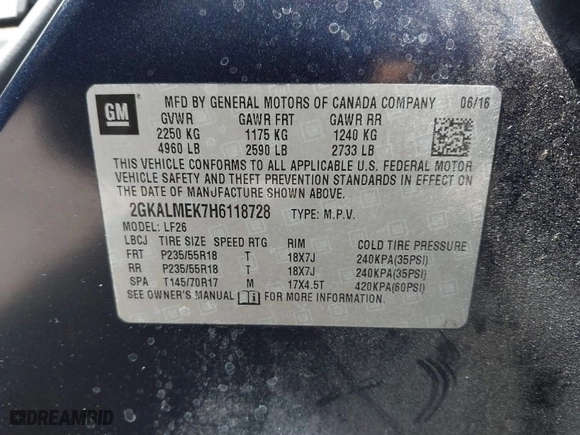 GM
MFD BY GENERAL MOTORS OF CANADA COMPANY 06/16
GVWR GAWR FRT GAWR RR
2250 KG 1175 KG 1240 KG
4960 LB 2590 LB 2733 LB
THIS VEHICLE CONFORMS TO ALL APPLICABLE U.S. FEDERAL MOTOR
VEHICLE SAFETY AND THEFT PREVENTION STANDARDS IN EFFECT ON
THE DATE OF MANUFACTURE SHOWN ABOVE.
2GKALMEK7H6118728 TYPE: M.P.V.
MODEL: LF26
LBCJ TIRE SIZE SPEED RTG RIM COLD TIRE PRESSURE
FRT P235/55R18 T 18X7J 240KPA(35PSI)
RR P235/55R18 T 18X7J 240KPA(35PSI)
SPA T145/70R17 M 17X4.5T 420KPA(60PSI)
SEE OWNER'S MANUAL FOR MORE INFORMATION.
DREAMBID